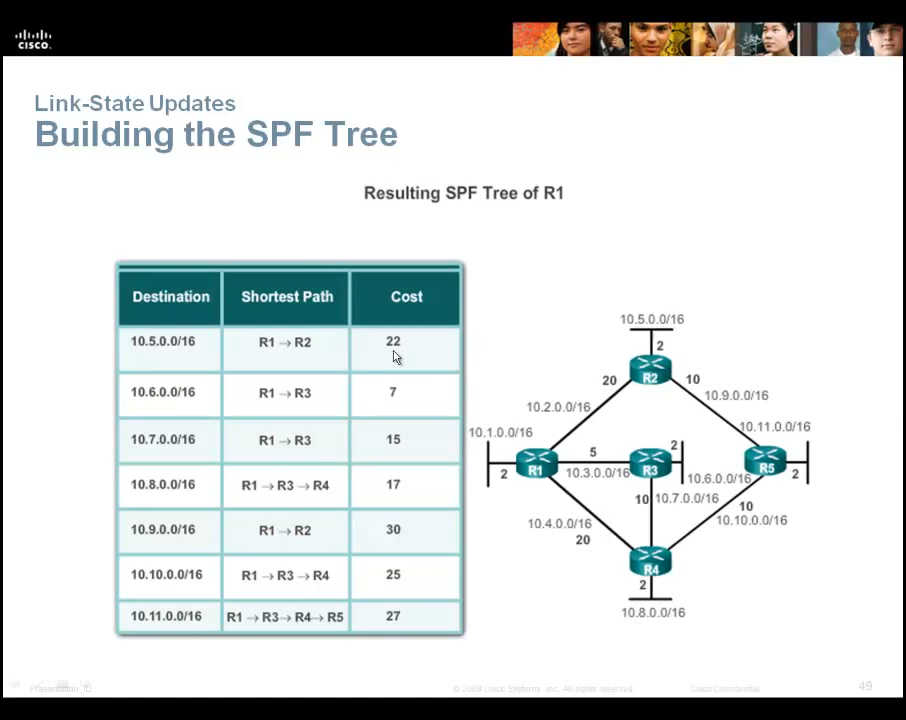 CISCO.
Link-State Updates
Building the SPF Tree
Resulting SPF Tree of R1
Destination Shortest Path Cost
10.5.0.0/16 R1 → R2 22
10.6.0.0/16 R1 → R3 7
10.7.0.0/16 R1 → R3 15
10.8.0.0/16 R1 → R3 → R4 17
10.9.0.0/16 R1 → R2 30
10.10.0.0/16 R1 → R3 → R4 25
10.11.0.0/16 R1 → R3 → R4 → R5 27
10.5.0.0/16
2
R2
20 10
10.9.0.0/16
10.2.0.0/16
10.11.0.0/16
10.1.0.0/16
5 2
R1 R3 R5
2 10.3.0.0/16 10.6.0.0/16 2
10 10.7.0.0/16
10
10.4.0.0/16 10.10.0.0/16
20
R4
2
10.8.0.0/16
Presentation_ID © 2008 Cisco Systems, Inc. All rights reserved. Cisco Confidential 49